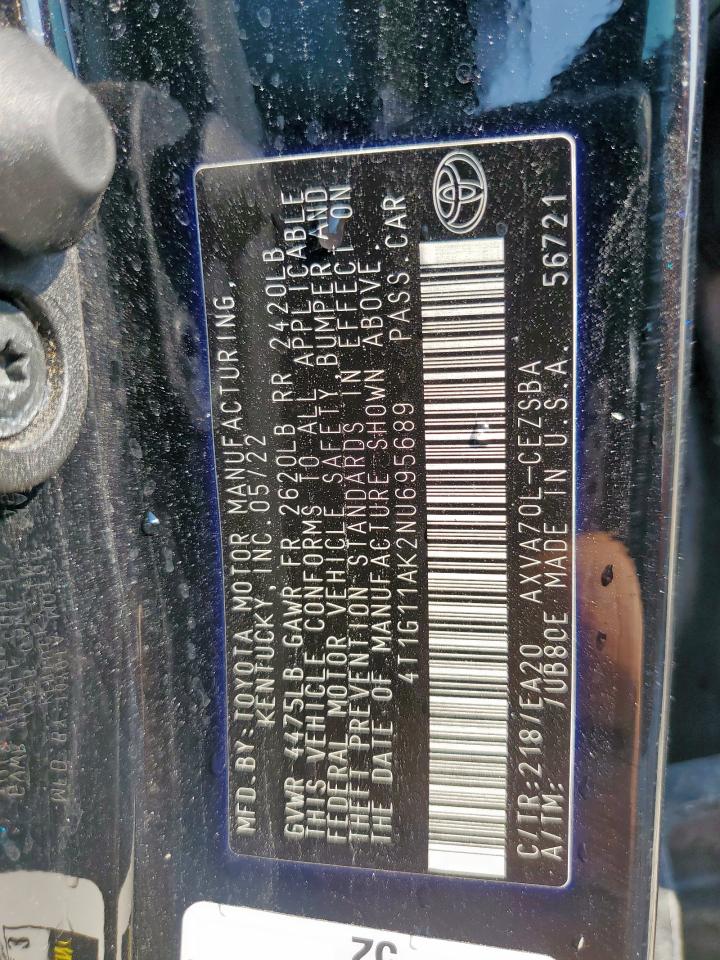 MFD.BY:TOYOTA MOTOR MANUFACTURING,
KENTUCKY, INC. 05/22
GVWR 4475LB GAWR FR 2620LB RR 2420LB
THIS VEHICLE CONFORMS TO ALL APPLICABLE
FEDERAL MOTOR VEHICLE SAFETY, BUMPER, AND
THEFT PREVENTION STANDARDS IN EFFECT ON
THE DATE OF MANUFACTURE SHOWN ABOVE.
4T1G11AK2NU695689 PASS.CAR
C/TR:218/EA20 AXVA70L-CEZSBA
A/TM: /UB80E MADE IN U.S.A. 56721